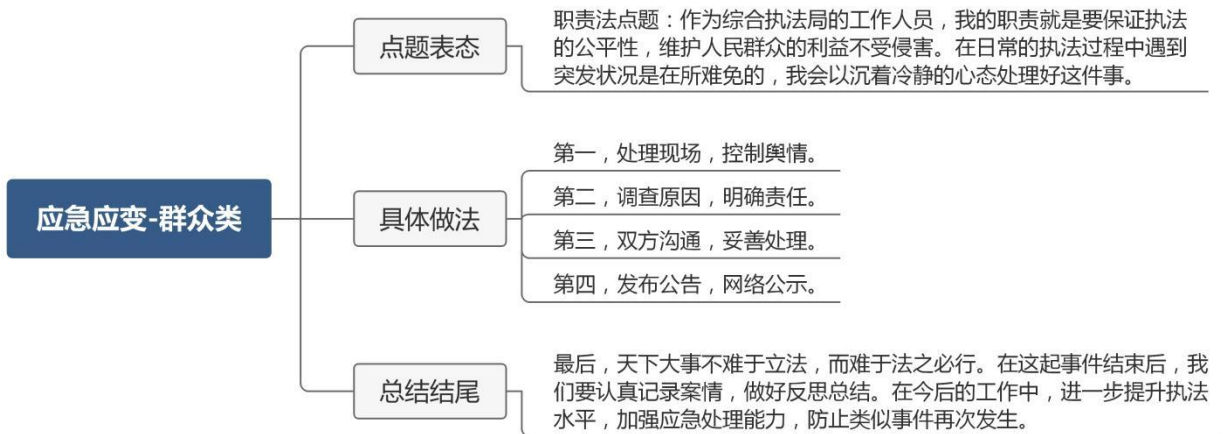 应急应变-群众类
点题表态
职责法点题：作为综合执法局的工作人员，我的职责就是要保证执法
的公平性，维护人民群众的利益不受侵害。在日常的执法过程中遇到
突发状况是在所难免的，我会以沉着冷静的心态处理好这件事。
具体做法
第一，处理现场，控制舆情。
第二，调查原因，明确责任。
第三，双方沟通，妥善处理。
第四，发布公告，网络公示。
总结结尾
最后，天下大事不难于立法，而难于法之必行。在这起事件结束后，我
们要认真记录案情，做好反思总结。在今后的工作中，进一步提升执法
水平，加强应急处理能力，防止类似事件再次发生。